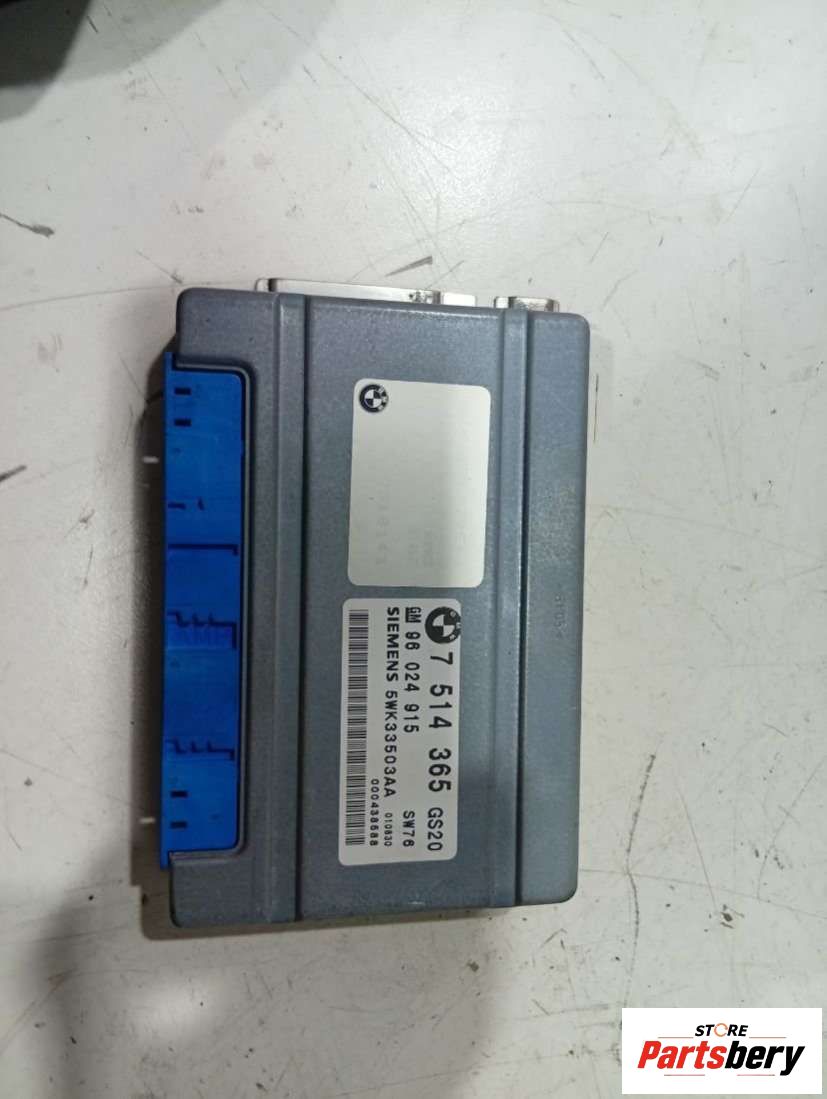 7 514 365 GS20
GM 96 024 915 SW76
SIEMENS 5WK33503AA 010830
000438688
STORE
Partsbery